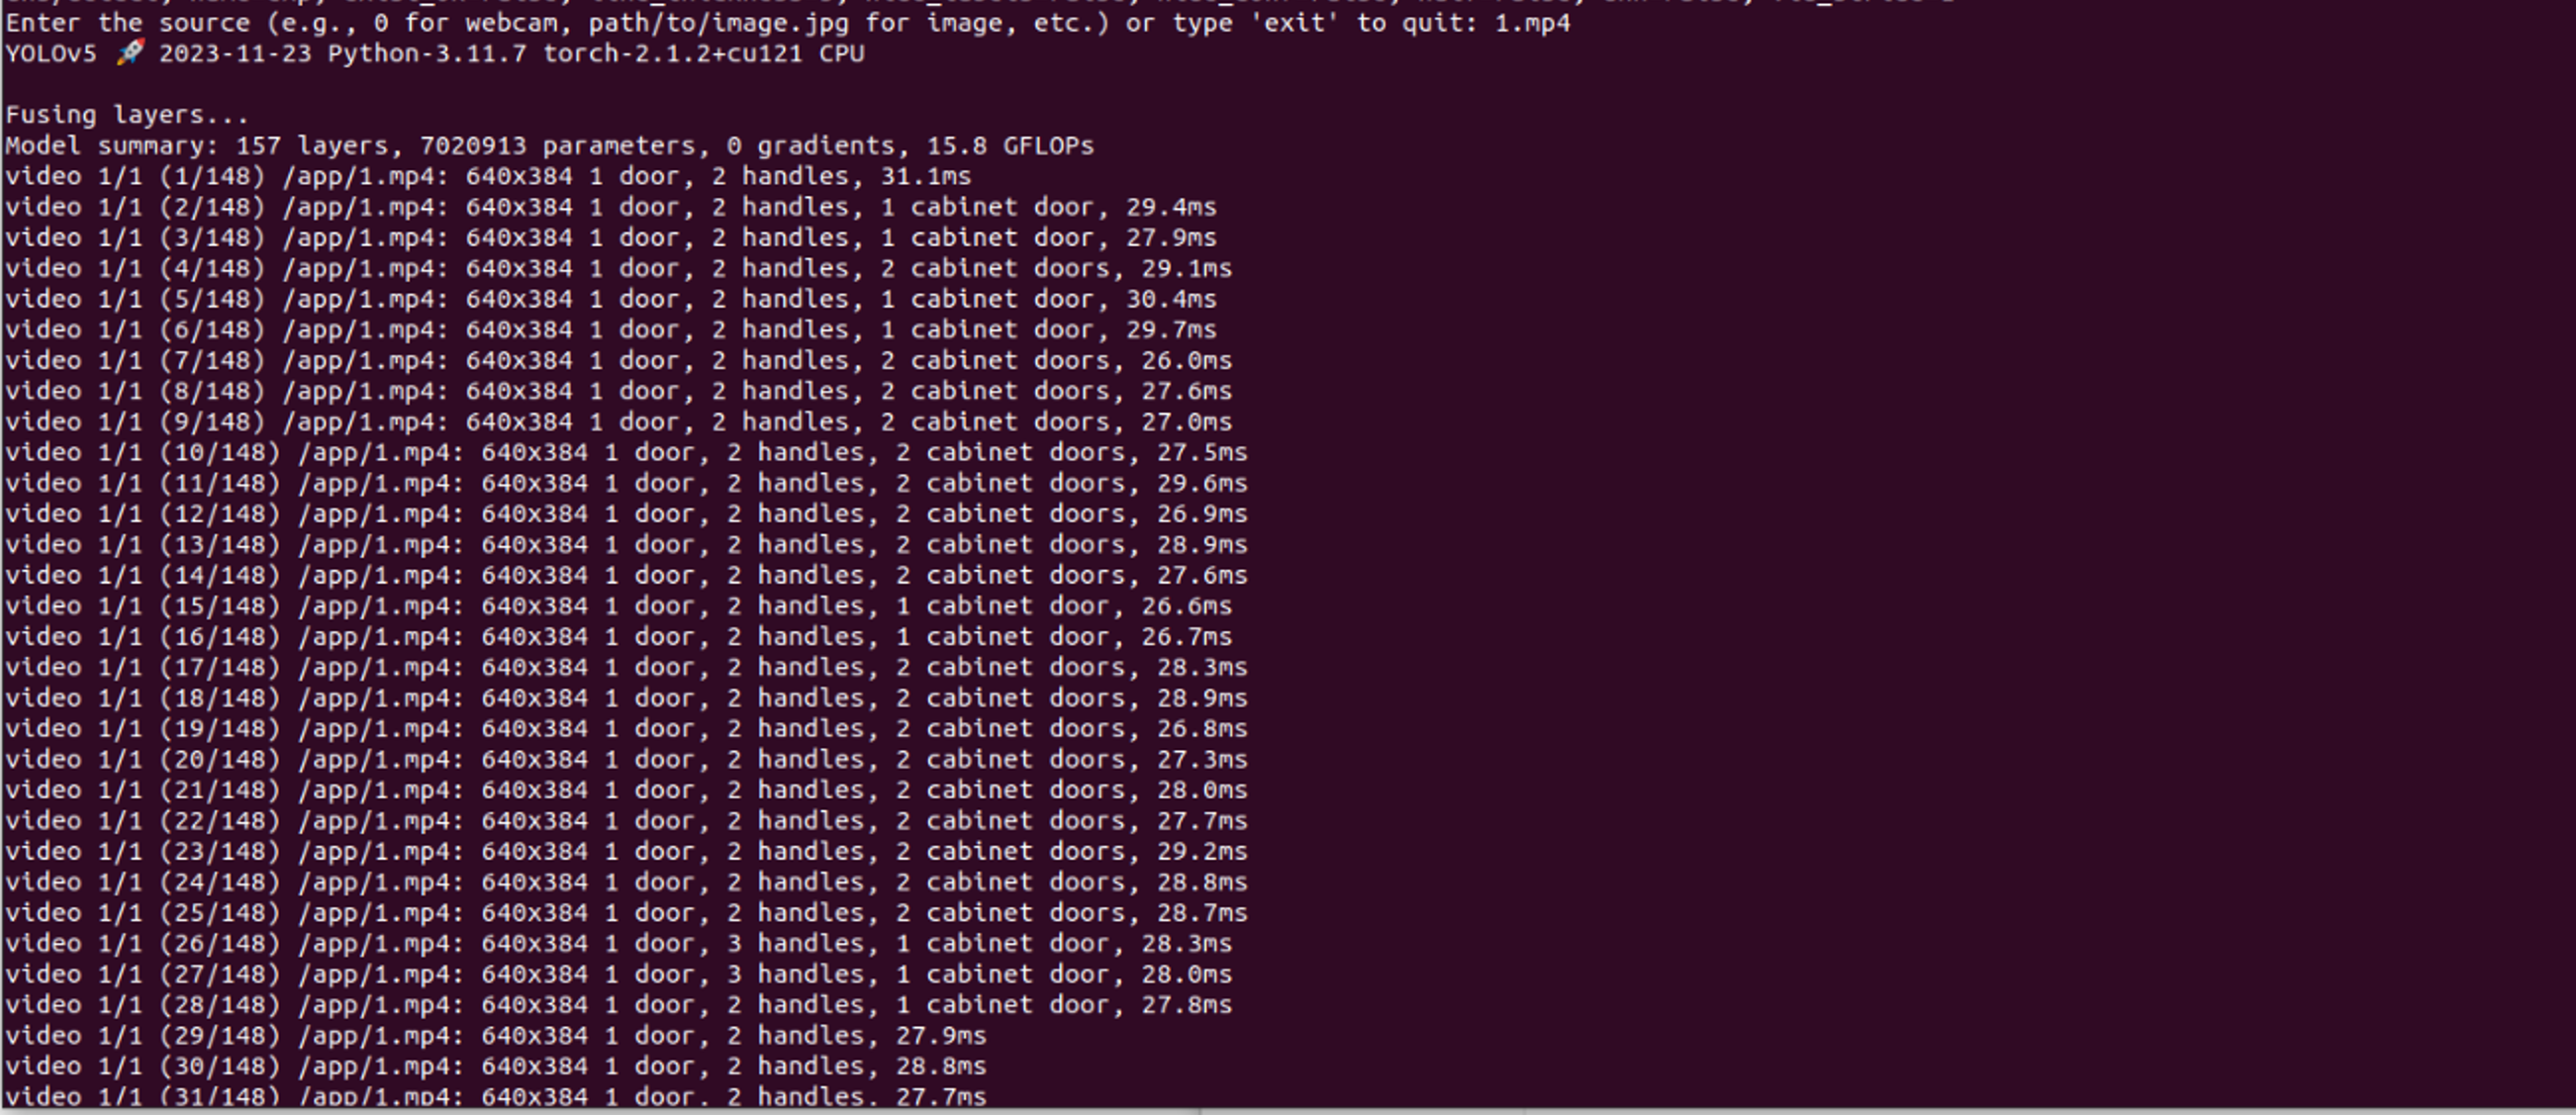 Enter the source (e.g., 0 for webcam, path/to/image.jpg for image, etc.) or type 'exit' to quit: 1.mp4
YOLOv5 🚀 2023-11-23 Python-3.11.7 torch-2.1.2+cu121 CPU
Fusing layers...
Model summary: 157 layers, 7020913 parameters, 0 gradients, 15.8 GFLOPs
video 1/1 (1/148) /app/1.mp4: 640x384 1 door, 2 handles, 31.1ms
video 1/1 (2/148) /app/1.mp4: 640x384 1 door, 2 handles, 1 cabinet door, 29.4ms
video 1/1 (3/148) /app/1.mp4: 640x384 1 door, 2 handles, 1 cabinet door, 27.9ms
video 1/1 (4/148) /app/1.mp4: 640x384 1 door, 2 handles, 2 cabinet doors, 29.1ms
video 1/1 (5/148) /app/1.mp4: 640x384 1 door, 2 handles, 1 cabinet door, 30.4ms
video 1/1 (6/148) /app/1.mp4: 640x384 1 door, 2 handles, 1 cabinet door, 29.7ms
video 1/1 (7/148) /app/1.mp4: 640x384 1 door, 2 handles, 2 cabinet doors, 26.0ms
video 1/1 (8/148) /app/1.mp4: 640x384 1 door, 2 handles, 2 cabinet doors, 27.6ms
video 1/1 (9/148) /app/1.mp4: 640x384 1 door, 2 handles, 2 cabinet doors, 27.0ms
video 1/1 (10/148) /app/1.mp4: 640x384 1 door, 2 handles, 2 cabinet doors, 27.5ms
video 1/1 (11/148) /app/1.mp4: 640x384 1 door, 2 handles, 2 cabinet doors, 29.6ms
video 1/1 (12/148) /app/1.mp4: 640x384 1 door, 2 handles, 2 cabinet doors, 26.9ms
video 1/1 (13/148) /app/1.mp4: 640x384 1 door, 2 handles, 2 cabinet doors, 28.9ms
video 1/1 (14/148) /app/1.mp4: 640x384 1 door, 2 handles, 2 cabinet doors, 27.6ms
video 1/1 (15/148) /app/1.mp4: 640x384 1 door, 2 handles, 1 cabinet door, 26.6ms
video 1/1 (16/148) /app/1.mp4: 640x384 1 door, 2 handles, 1 cabinet door, 26.7ms
video 1/1 (17/148) /app/1.mp4: 640x384 1 door, 2 handles, 2 cabinet doors, 28.3ms
video 1/1 (18/148) /app/1.mp4: 640x384 1 door, 2 handles, 2 cabinet doors, 28.9ms
video 1/1 (19/148) /app/1.mp4: 640x384 1 door, 2 handles, 2 cabinet doors, 26.8ms
video 1/1 (20/148) /app/1.mp4: 640x384 1 door, 2 handles, 2 cabinet doors, 27.3ms
video 1/1 (21/148) /app/1.mp4: 640x384 1 door, 2 handles, 2 cabinet doors, 28.0ms
video 1/1 (22/148) /app/1.mp4: 640x384 1 door, 2 handles, 2 cabinet doors, 27.7ms
video 1/1 (23/148) /app/1.mp4: 640x384 1 door, 2 handles, 2 cabinet doors, 29.2ms
video 1/1 (24/148) /app/1.mp4: 640x384 1 door, 2 handles, 2 cabinet doors, 28.8ms
video 1/1 (25/148) /app/1.mp4: 640x384 1 door, 2 handles, 2 cabinet doors, 28.7ms
video 1/1 (26/148) /app/1.mp4: 640x384 1 door, 3 handles, 1 cabinet door, 28.3ms
video 1/1 (27/148) /app/1.mp4: 640x384 1 door, 3 handles, 1 cabinet door, 28.0ms
video 1/1 (28/148) /app/1.mp4: 640x384 1 door, 2 handles, 1 cabinet door, 27.8ms
video 1/1 (29/148) /app/1.mp4: 640x384 1 door, 2 handles, 27.9ms
video 1/1 (30/148) /app/1.mp4: 640x384 1 door, 2 handles, 28.8ms
video 1/1 (31/148) /app/1.mp4: 640x384 1 door, 2 handles, 27.7ms